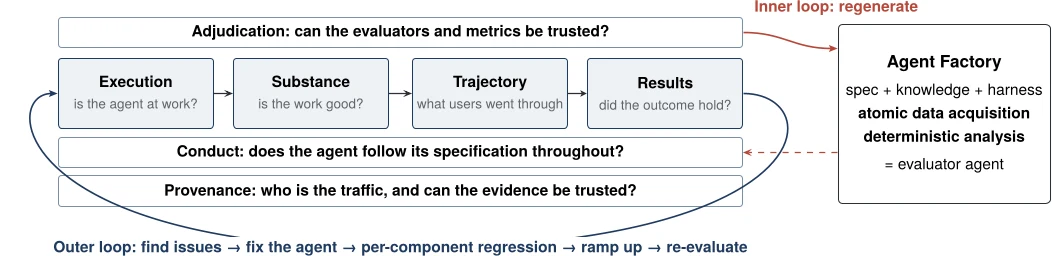 Inner loop: regenerate
Adjudication: can the evaluators and metrics be trusted?
Execution
is the agent at work?
Substance
is the work good?
Trajectory
what users went through
Results
did the outcome hold?
Conduct: does the agent follow its specification throughout?
Provenance: who is the traffic, and can the evidence be trusted?
Agent Factory
spec + knowledge + harness
atomic data acquisition
deterministic analysis
= evaluator agent
Outer loop: find issues → fix the agent → per-component regression → ramp up → re-evaluate